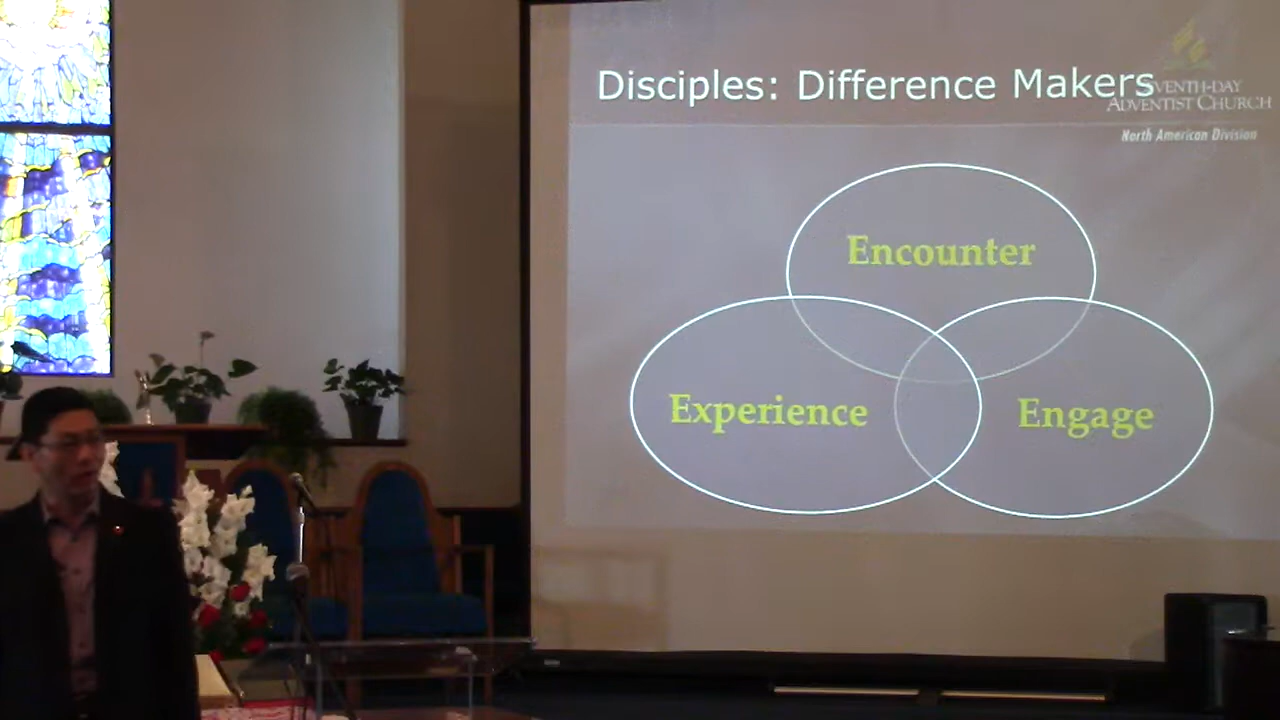 Disciples: Difference Makers
VENTH-DAY
ADVENTIST CHURCH
North American Division
Encounter
Experience
Engage